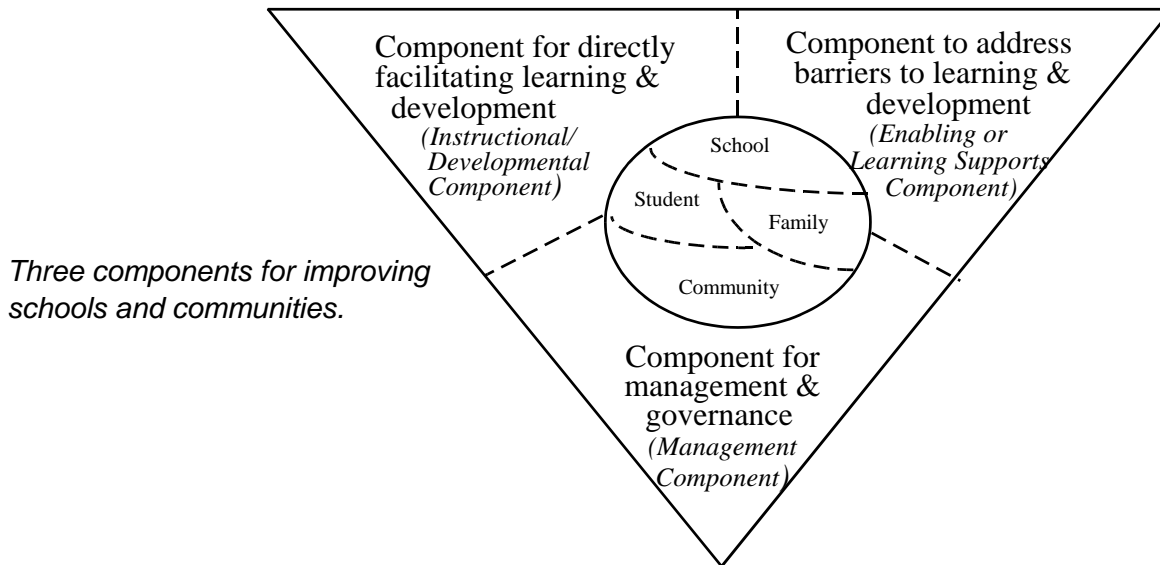 Component for directly
facilitating learning &
development
(Instructional/
Developmental
Component)
Component to address
barriers to learning &
development
(Enabling or
Learning Supports
Component)
School
Student
Family
Community
Three components for improving
schools and communities.
Component for
management &
governance
(Management
Component)